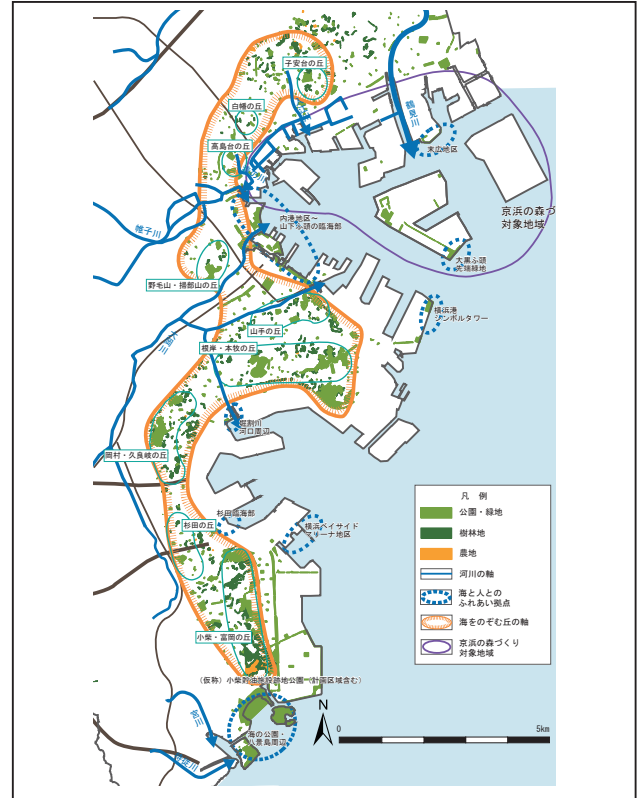 子安台の丘
白幡の丘
高島台の丘
鶴見川
末広地区
京浜の森づ
対象地域
帷子川
内港地区～
山下ふ頭の臨海部
大黒ふ頭
先端緑地
野毛山・掃部山の丘
横浜港
シンボルタワー
山手の丘
根岸・本牧の丘
堀割川
河口周辺
岡村・久良岐の丘
杉田臨海部
杉田の丘
横浜ベイサイド
マリーナ地区
小柴・富岡の丘
（仮称）小柴貯油施設跡地公園（計画区域含む）
宮川
海の公園・
八景島周辺
凡 例
公園・緑地
樹林地
農地
河川の軸
海と人との
ふれあい拠点
海をのぞむ丘の軸
京浜の森づくり
対象地域
N
0
5km